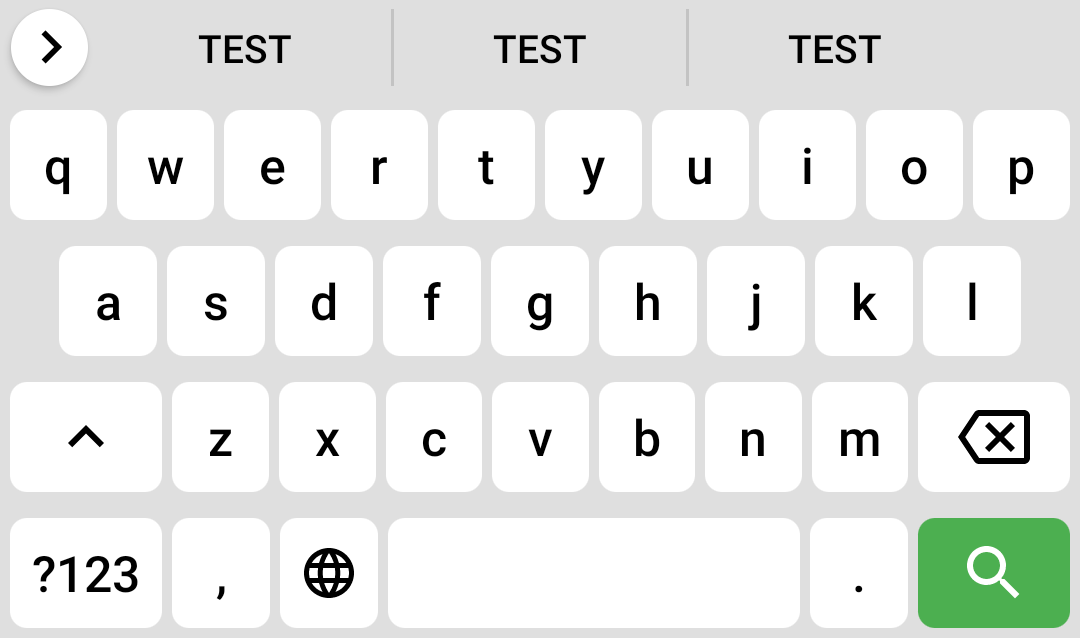 TEST TEST TEST
q w e r t y u i o p
a s d f g h j k l
z x c v b n m
?123 , .